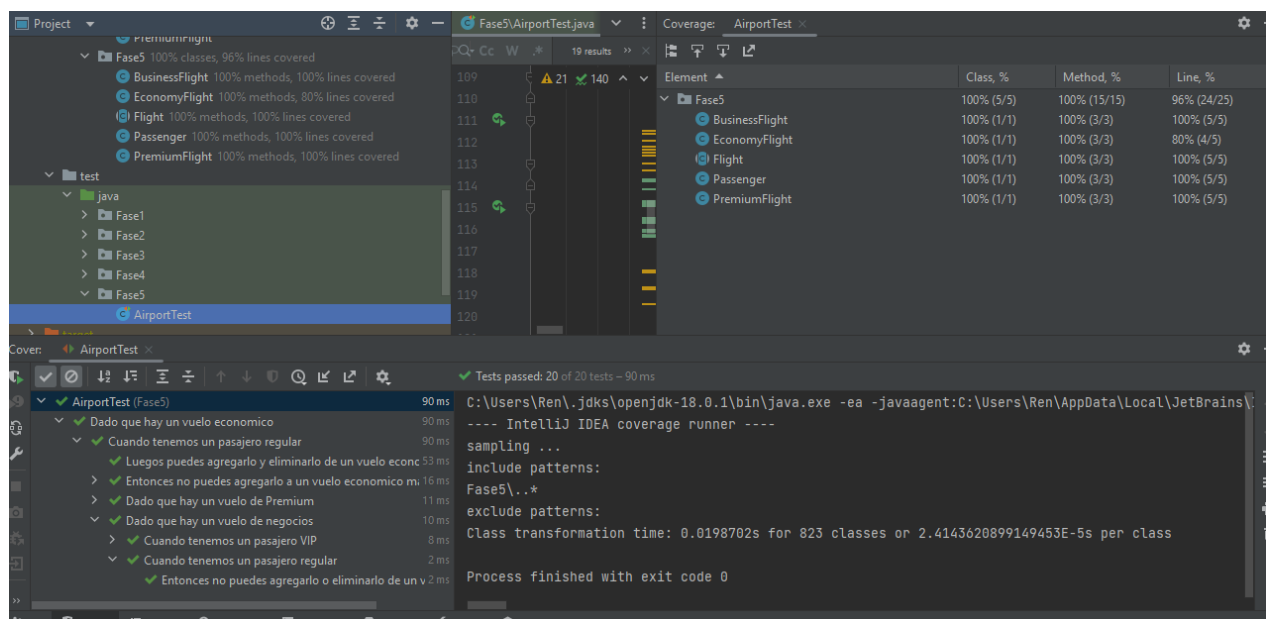 Project
PremiumFlight
Fase5 100% classes, 96% lines covered
BusinessFlight 100% methods, 100% lines covered
EconomyFlight 100% methods, 80% lines covered
Flight 100% methods, 100% lines covered
Passenger 100% methods, 100% lines covered
PremiumFlight 100% methods, 100% lines covered
test
java
Fase1
Fase2
Fase3
Fase4
Fase5
AirportTest
Fase5\AirportTest.java
Cc W .* 19 results
21 140
109
110
111
112
113
114
115
116
117
118
119
120
Coverage: AirportTest
Element Class, % Method, % Line, %
Fase5 100% (5/5) 100% (15/15) 96% (24/25)
BusinessFlight 100% (1/1) 100% (3/3) 100% (5/5)
EconomyFlight 100% (1/1) 100% (3/3) 80% (4/5)
Flight 100% (1/1) 100% (3/3) 100% (5/5)
Passenger 100% (1/1) 100% (3/3) 100% (5/5)
PremiumFlight 100% (1/1) 100% (3/3) 100% (5/5)
Cover: AirportTest
Tests passed: 20 of 20 tests – 90 ms
AirportTest (Fase5) 90 ms
Dado que hay un vuelo economico 90 ms
Cuando tenemos un pasajero regular 90 ms
Luegos puedes agregarlo y eliminarlo de un vuelo econc 53 ms
Entonces no puedes agregarlo a un vuelo economico m 16 ms
Dado que hay un vuelo de Premium 11 ms
Dado que hay un vuelo de negocios 10 ms
Cuando tenemos un pasajero VIP 8 ms
Cuando tenemos un pasajero regular 2 ms
Entonces no puedes agregarlo o eliminarlo de un v 2 ms
C:\Users\Ren\.jdks\openjdk-18.0.1\bin\java.exe -ea -javaagent:C:\Users\Ren\AppData\Local\JetBrains\
---- IntelliJ IDEA coverage runner ----
sampling ...
include patterns:
Fase5\..*
exclude patterns:
Class transformation time: 0.0198702s for 823 classes or 2.4143620899149453E-5s per class
Process finished with exit code 0